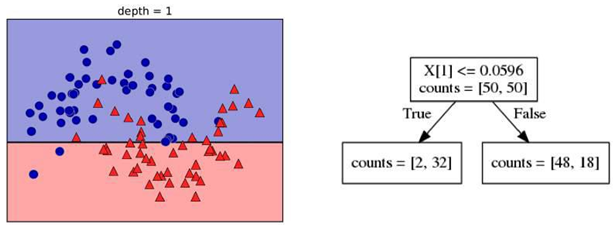 depth = 1
X[1] <= 0.0596
counts = [50, 50]
True
False
counts = [2, 32]
counts = [48, 18]